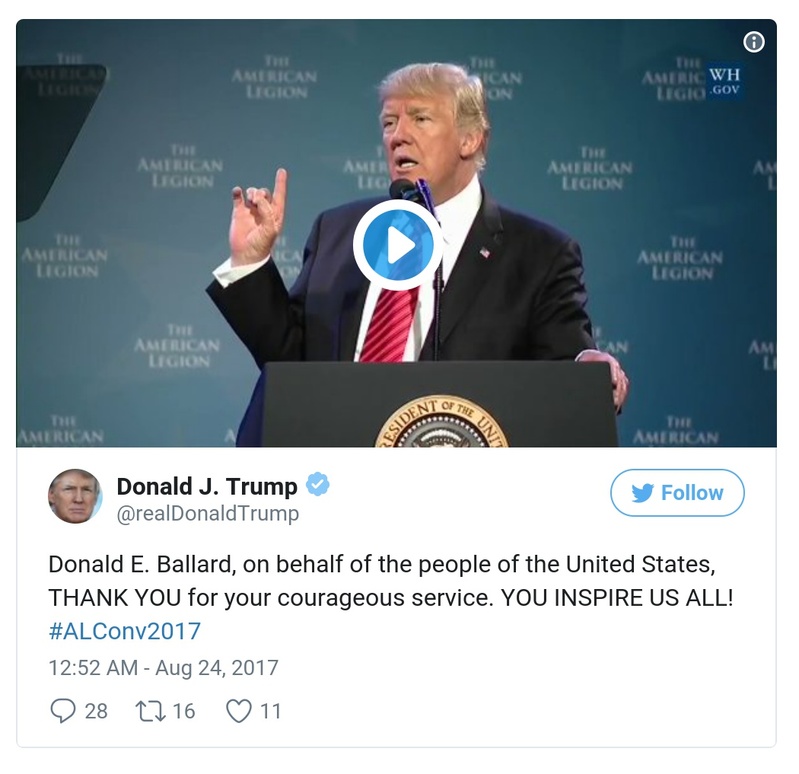 THE
AMERICAN
LEGION
THE
AMERICAN
LEGION
THE
AMERICAN
LEGION
WH
.GOV
THE
AMERICAN
LEGION
THE
AMERICAN
LEGION
THE
AMERICAN
LEGION
THE
AMERICAN
LEGION
THE
AMERICAN
LEGION
THE
AMERICAN
THE
AMERICAN
PRESIDENT OF THE UNIT
Donald J. Trump
@realDonaldTrump
Follow
Donald E. Ballard, on behalf of the people of the United States,
THANK YOU for your courageous service. YOU INSPIRE US ALL!
#ALConv2017
12:52 AM - Aug 24, 2017
28 16 11